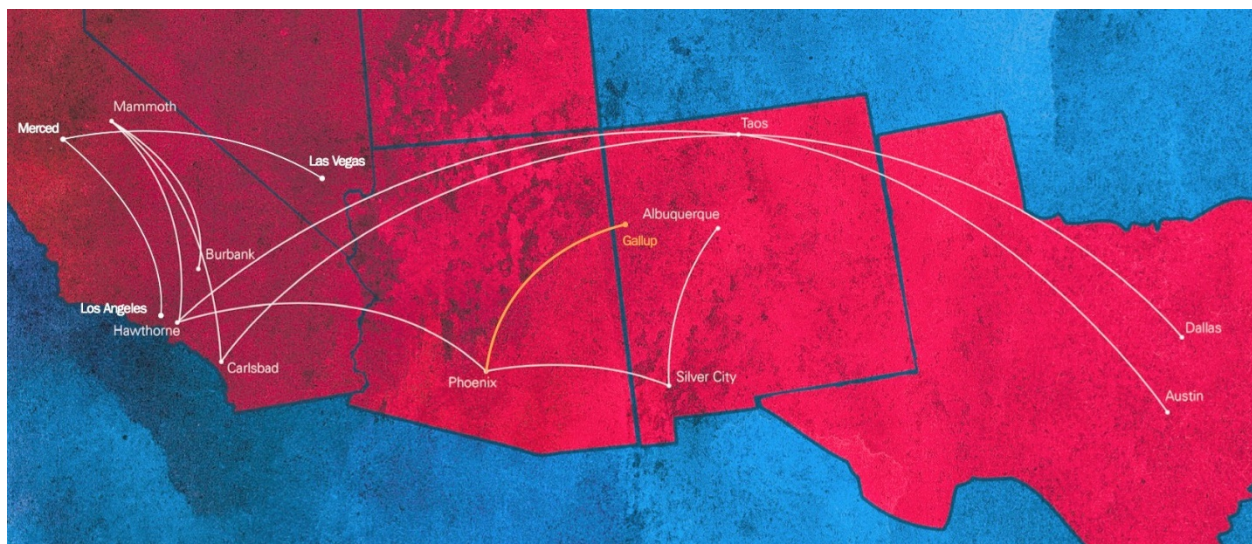 Mammoth
Merced
Taos
Las Vegas
Albuquerque
Gallup
Burbank
Los Angeles
Hawthorne
Dallas
Carlsbad
Phoenix
Silver City
Austin